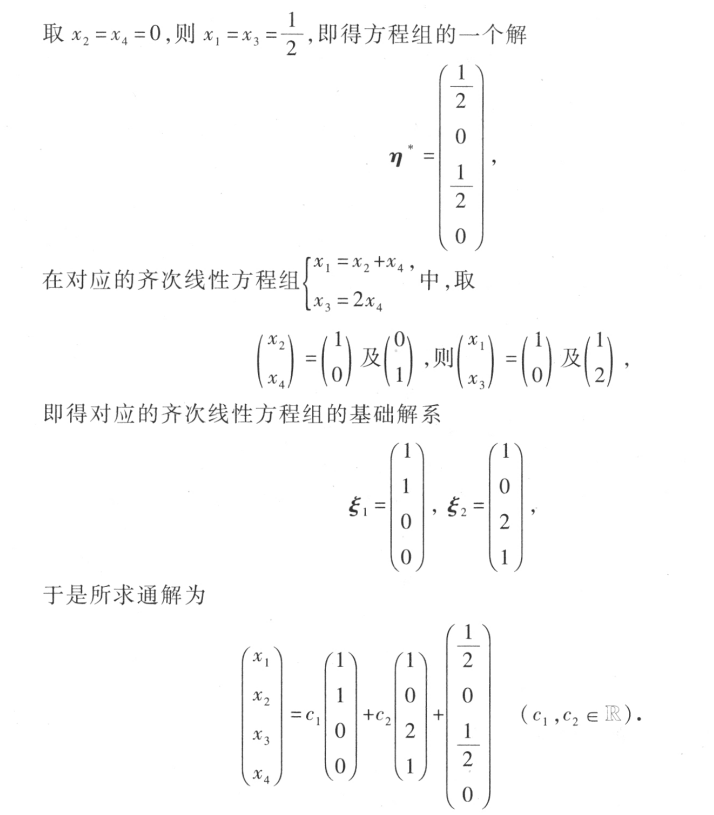 取 $x_2=x_4=0$,则 $x_1=x_3=\dfrac{1}{2}$,即得方程组的一个解
$$\boldsymbol{\eta}^*=\begin{pmatrix}\dfrac{1}{2}\\0\\\dfrac{1}{2}\\0\end{pmatrix},$$
在对应的齐次线性方程组$\begin{cases}x_1=x_2+x_4,\\x_3=2x_4\end{cases}$中,取
$$\begin{pmatrix}x_2\\x_4\end{pmatrix}=\begin{pmatrix}1\\0\end{pmatrix}及\begin{pmatrix}0\\1\end{pmatrix},则\begin{pmatrix}x_1\\x_3\end{pmatrix}=\begin{pmatrix}1\\0\end{pmatrix}及\begin{pmatrix}1\\2\end{pmatrix},$$
即得对应的齐次线性方程组的基础解系
$$\boldsymbol{\xi}_1=\begin{pmatrix}1\\1\\0\\0\end{pmatrix},\ \boldsymbol{\xi}_2=\begin{pmatrix}1\\0\\2\\1\end{pmatrix},$$
于是所求通解为
$$\begin{pmatrix}x_1\\x_2\\x_3\\x_4\end{pmatrix}=c_1\begin{pmatrix}1\\1\\0\\0\end{pmatrix}+c_2\begin{pmatrix}1\\0\\2\\1\end{pmatrix}+\begin{pmatrix}\dfrac{1}{2}\\0\\\dfrac{1}{2}\\0\end{pmatrix}\quad(c_1,c_2\in\mathbb{R}).$$